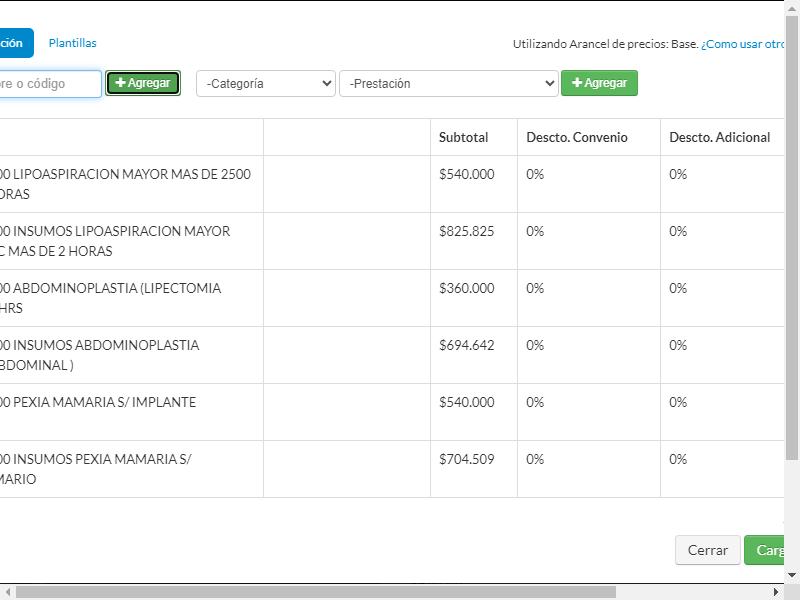 ción Plantillas Utilizando Arancel de precios: Base. ¿Como usar otro
re o código Agregar -Categoría -Prestación Agregar
Subtotal Descto. Convenio Descto. Adicional
00 LIPOASPIRACION MAYOR MAS DE 2500 $540.000 0% 0%
ORAS
00 INSUMOS LIPOASPIRACION MAYOR $825.825 0% 0%
C MAS DE 2 HORAS
00 ABDOMINOPLASTIA (LIPECTOMIA $360.000 0% 0%
HRS
00 INSUMOS ABDOMINOPLASTIA $694.642 0% 0%
BDOMINAL )
00 PEXIA MAMARIA S/ IMPLANTE $540.000 0% 0%
00 INSUMOS PEXIA MAMARIA S/ $704.509 0% 0%
MARIO
Cerrar Carg